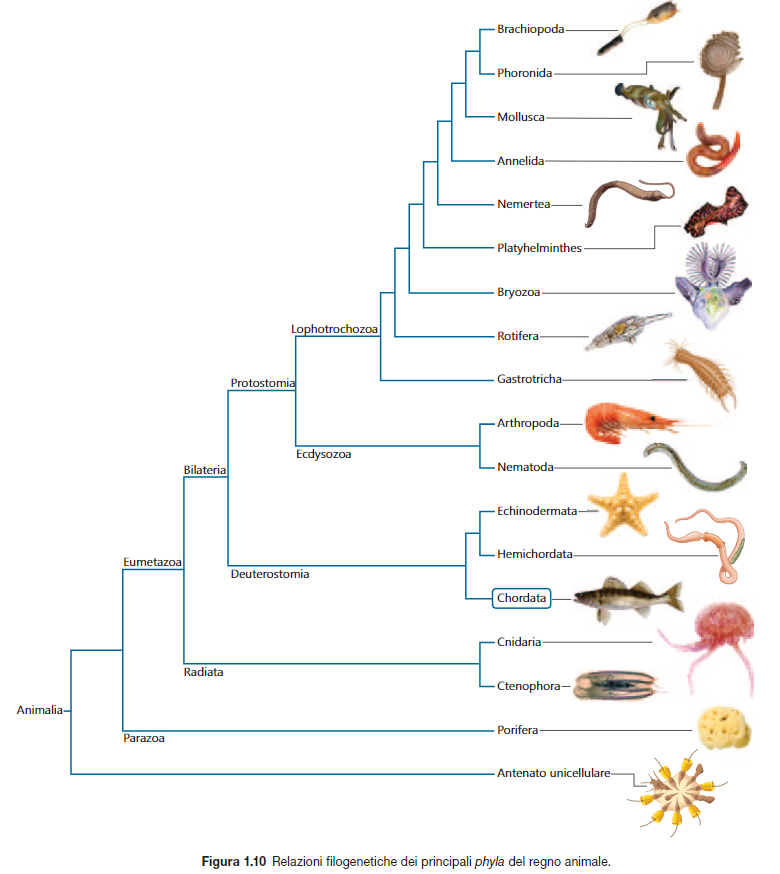 Brachiopoda
Phoronida
Mollusca
Annelida
Nemertea
Platyhelminthes
Bryozoa
Rotifera
Lophotrochozoa
Gastrotricha
Protostomia
Arthropoda
Ecdysozoa
Nematoda
Bilateria
Echinodermata
Hemichordata
Eumetazoa
Deuterostomia
Chordata
Cnidaria
Radiata
Ctenophora
Animalia
Porifera
Parazoa
Antenato unicellulare
Figura 1.10 Relazioni filogenetiche dei principali phyla del regno animale.